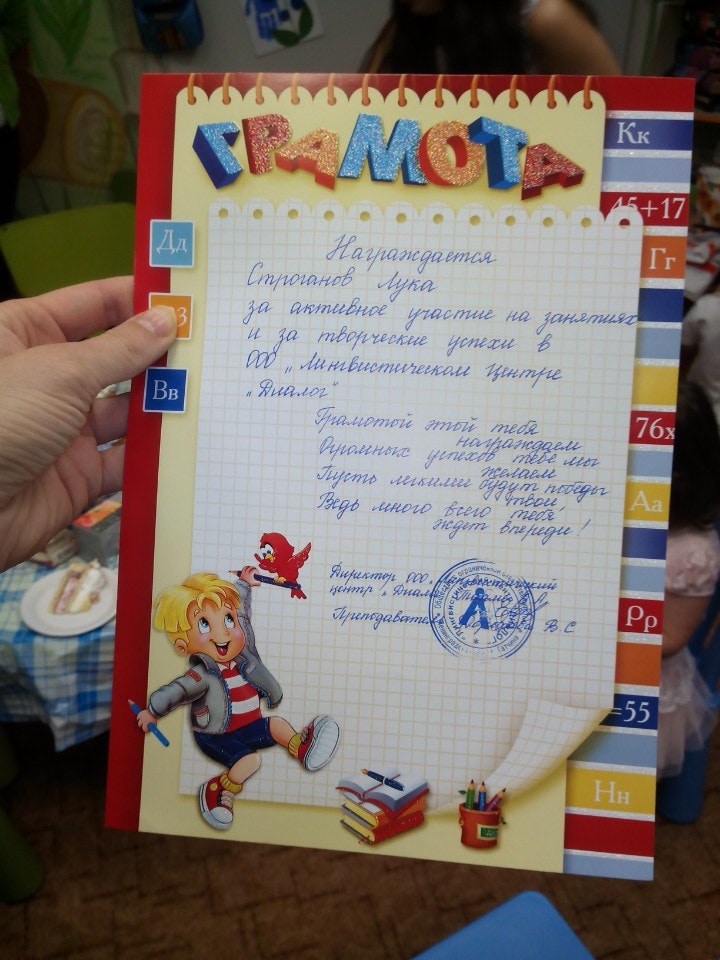 ГРАМОТА
Кк
45+17
Гг
Дд
Вв
76х
Аа
Рр
=55
Нн
Награждается
Строганов Лука
за активное участие на занятиях
и за творческие успехи в
ООО „Лингвистическом Центре
„Диалог"
Грамотой этой тебя
награждаем
Огромных успехов тебе мы
желаем
Пусть легкими будут победы
твои,
Ведь много всего тебя
ждет впереди!
Директор ООО
центр „Диалог
Преподаватель В. С